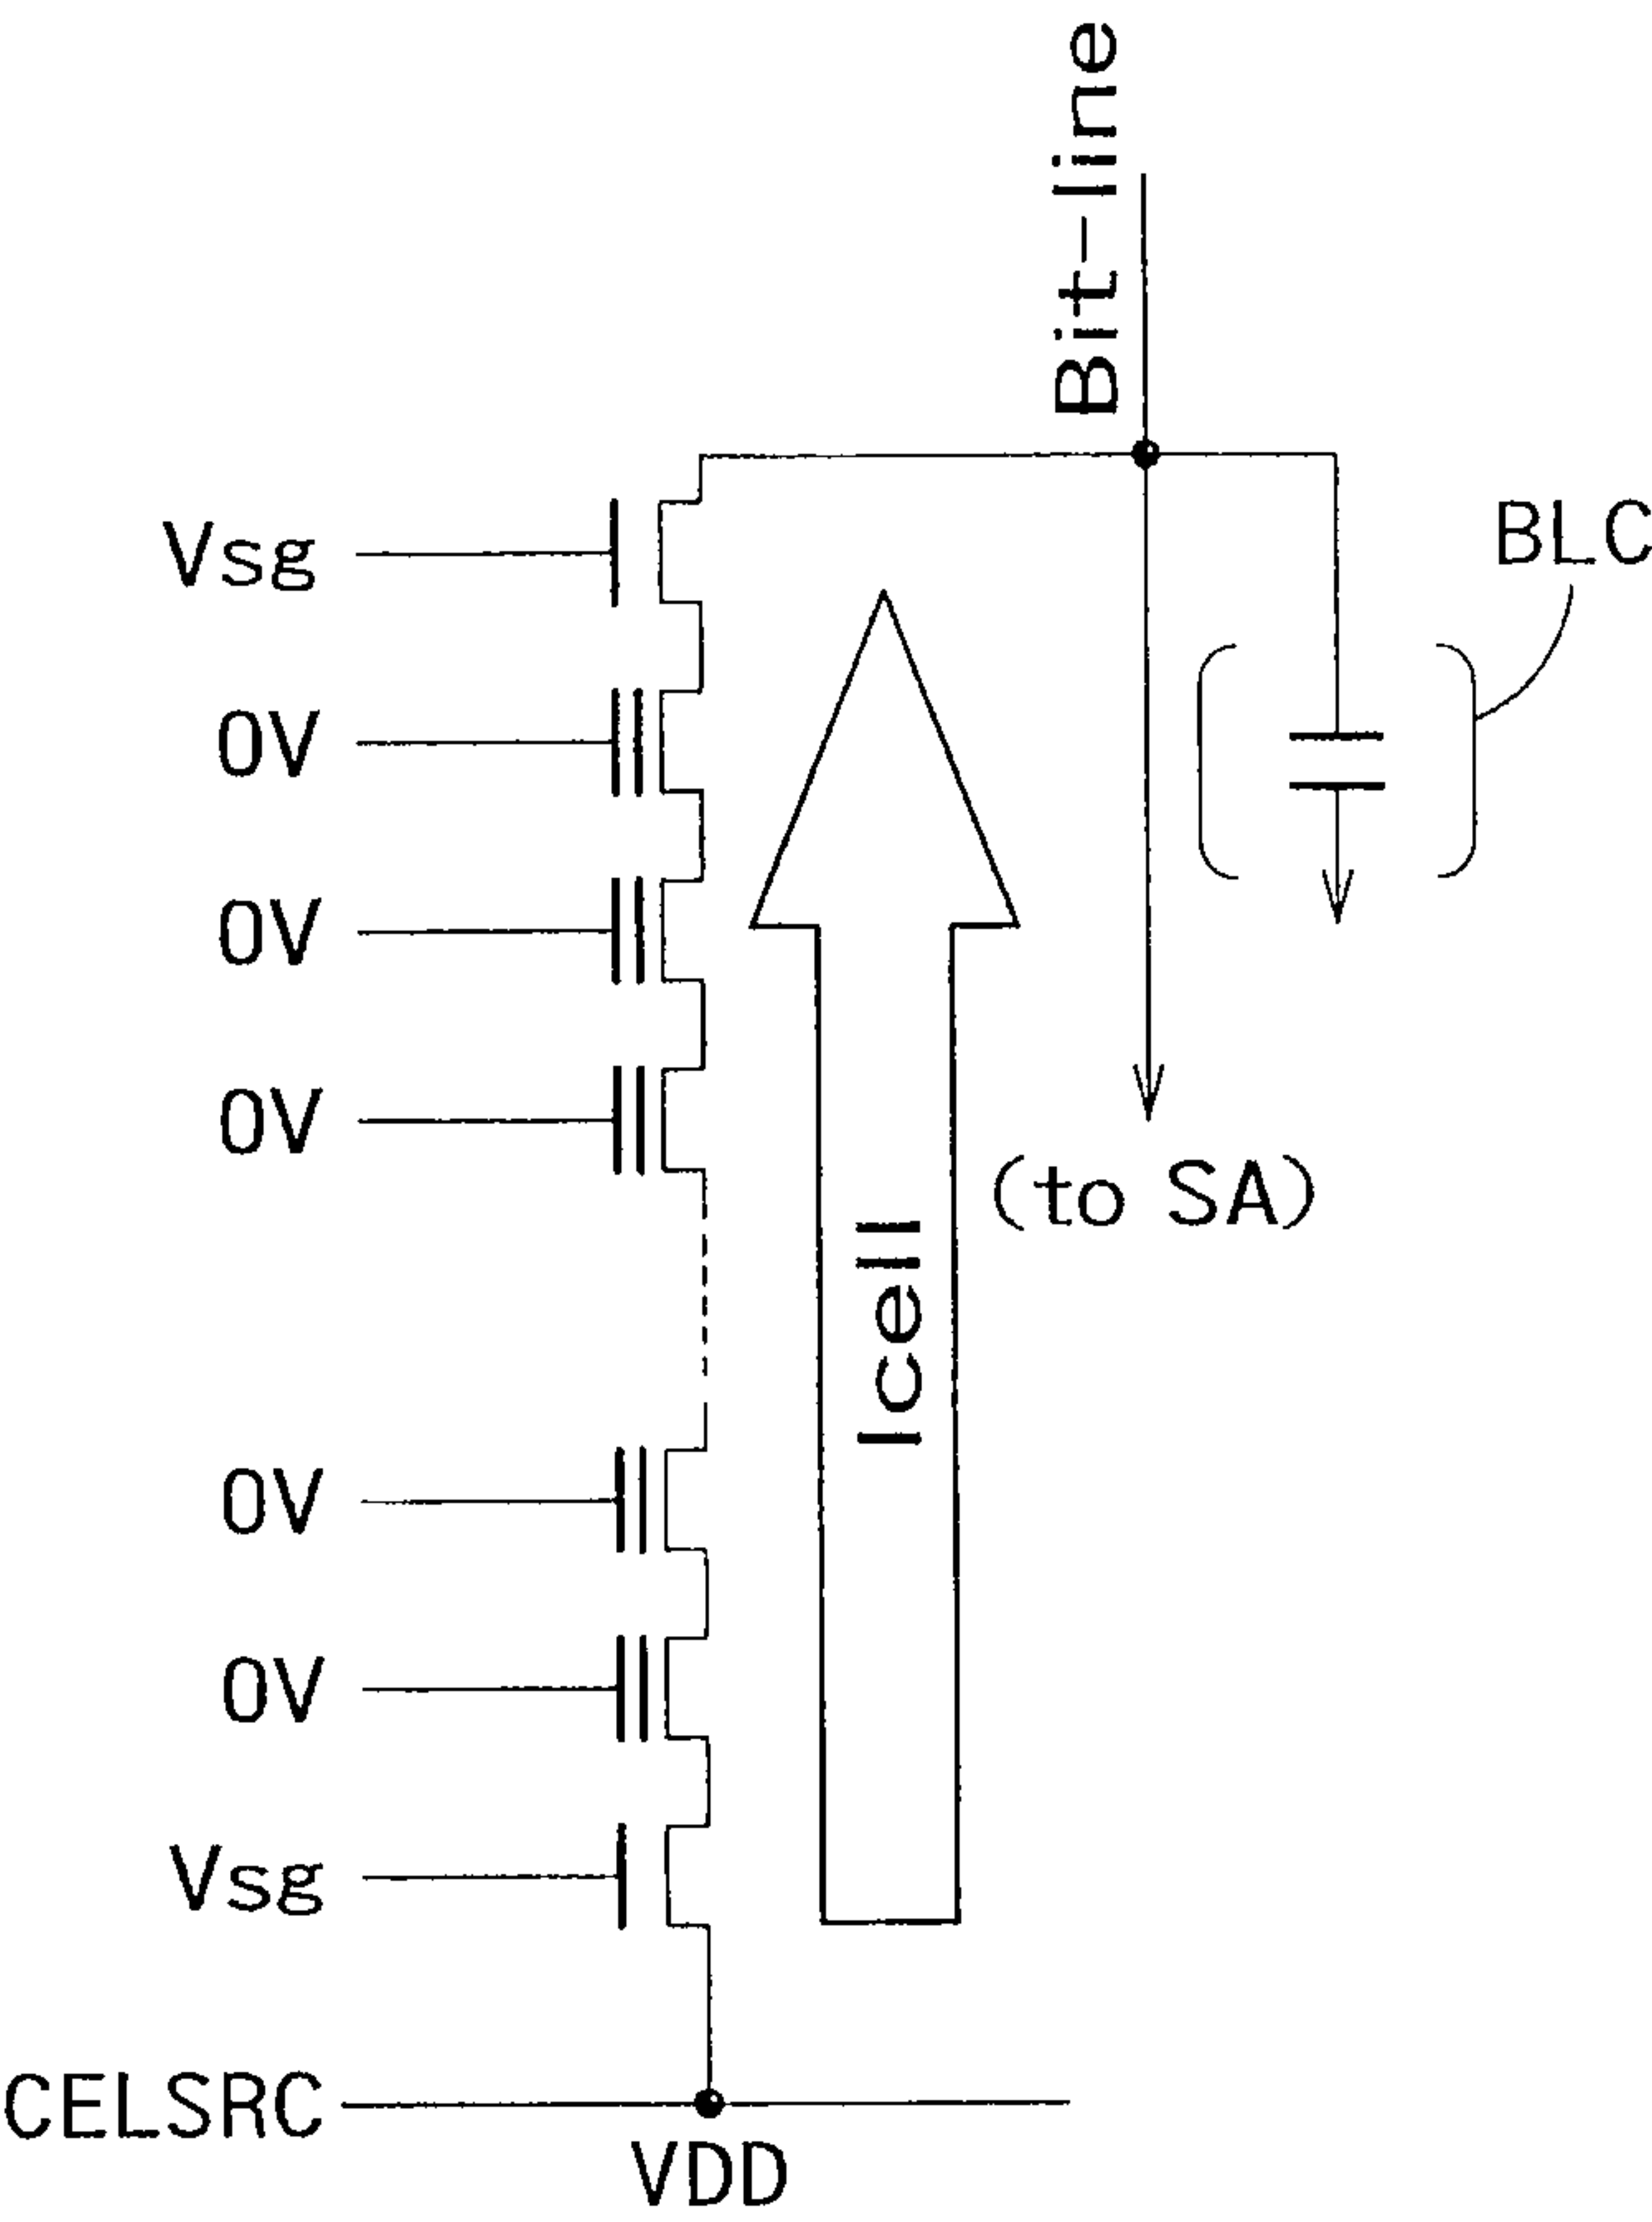 Bit-line
Vsg
BLC
0V
0V
0V
(to SA)
Icell
0V
0V
Vsg
CELSRC
VDD